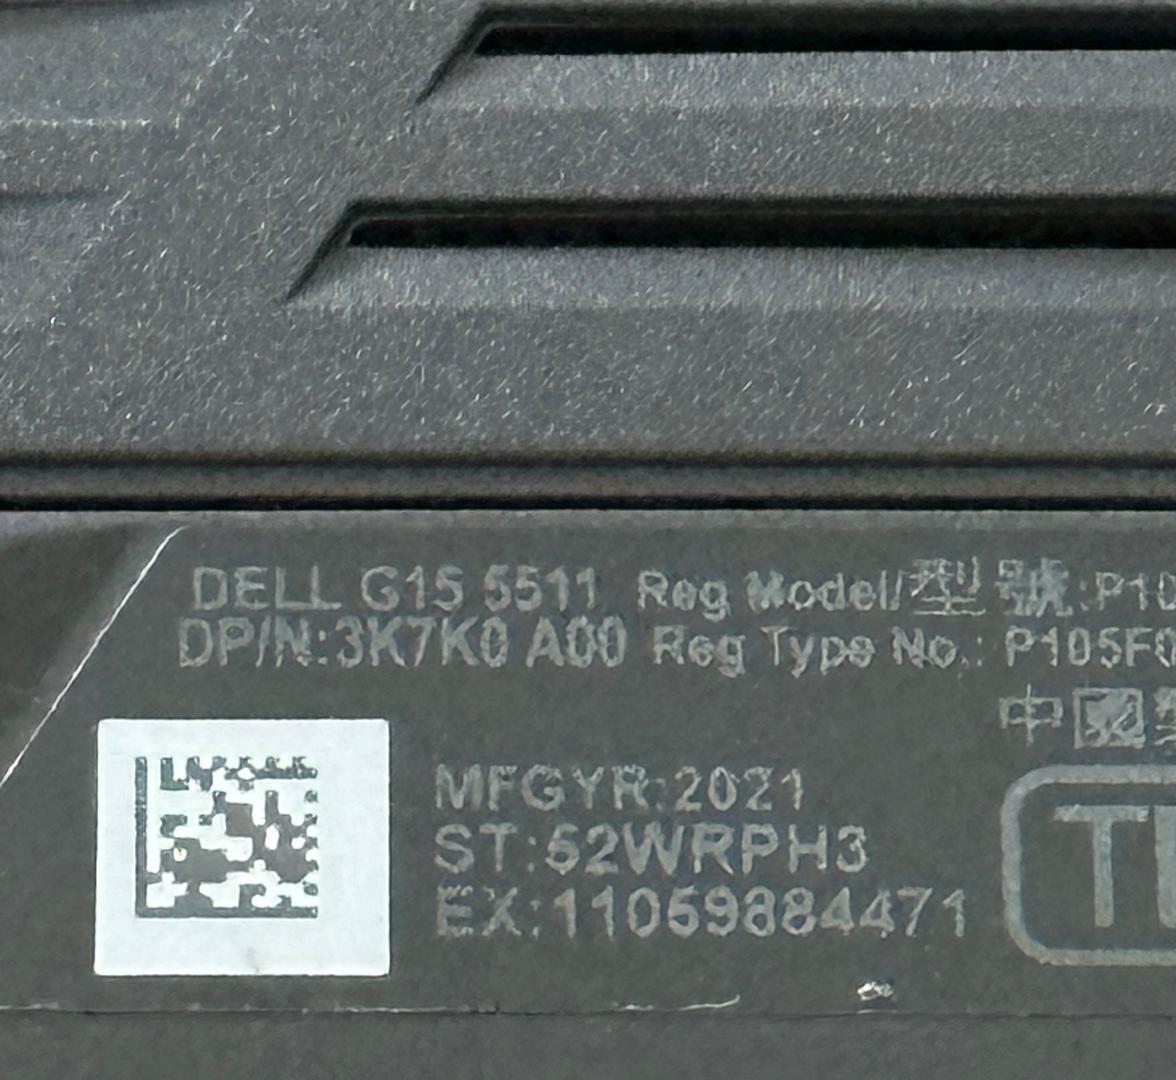 DELL G15 5511 Reg Model/型號:P10
DP/N:3K7K0 A00 Reg Type No.: P105F0
中國
MFGYR:2021
ST:52WRPH3
EX:11059884471